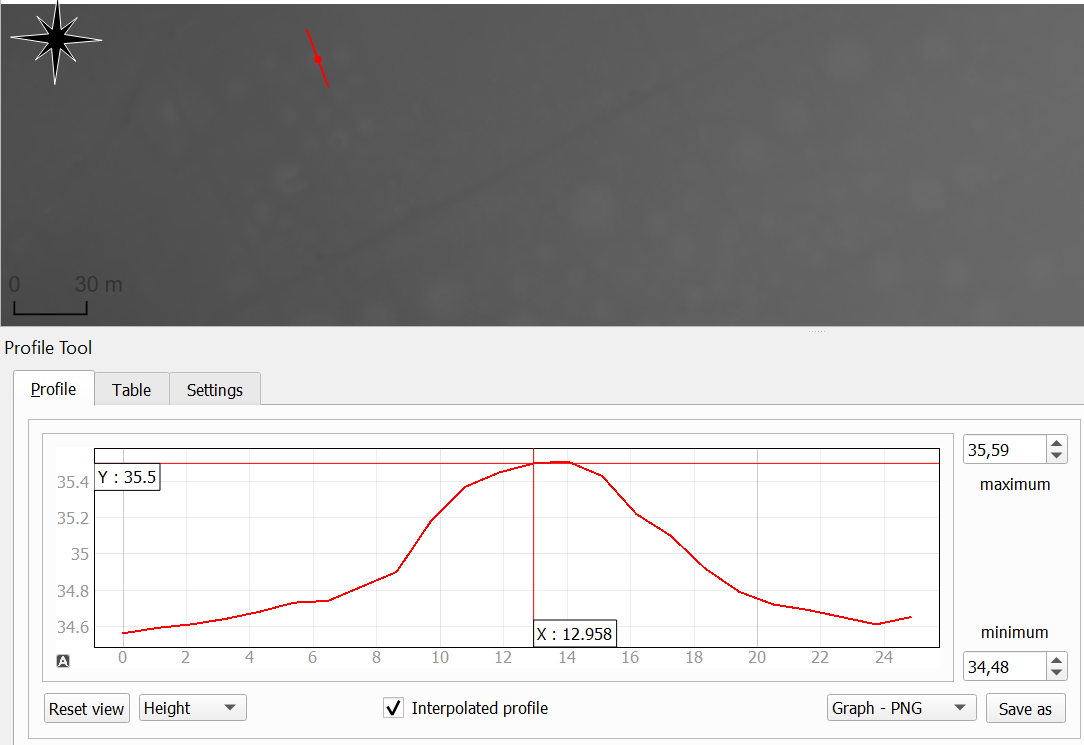 0 30 m
Profile Tool
Profile Table Settings
35,59
maximum
Y : 35.5
35.4
35.2
35
34.8
34.6
minimum
X : 12.958
34,48
A 0 2 4 6 8 10 12 14 16 18 20 22 24
Reset view Height Interpolated profile Graph - PNG Save as